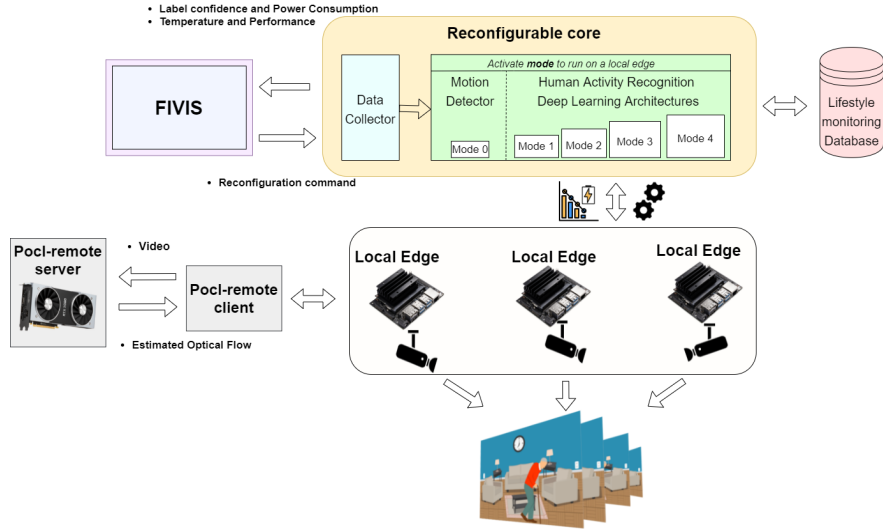 Label confidence and Power Consumption
Temperature and Performance
Reconfigurable core
Activate mode to run on a local edge
FIVIS
Data
Collector
Motion
Detector
Mode 0
Human Activity Recognition
Deep Learning Architectures
Mode 1
Mode 2
Mode 3
Mode 4
Lifestyle
monitoring
Database
Reconfiguration command
Pocl-remote
server
Video
Pocl-remote
client
Estimated Optical Flow
Local Edge
Local Edge
Local Edge